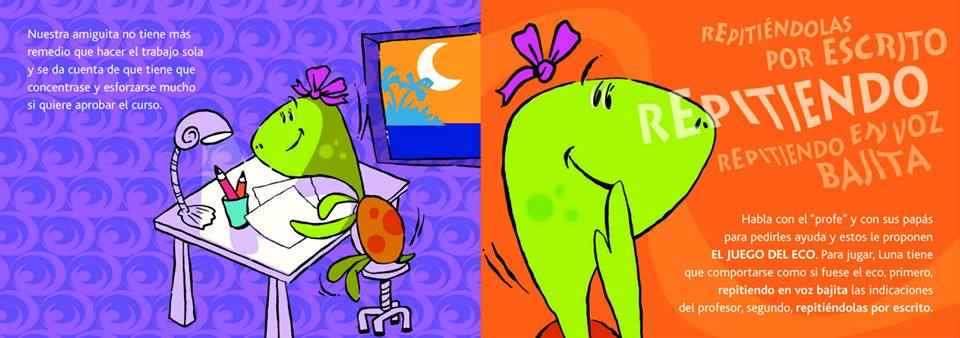 Nuestra amiguita no tiene más
remedio que hacer el trabajo sola
y se da cuenta de que tiene que
concentrase y esforzarse mucho
si quiere aprobar el curso.
REPITIÉNDOLAS
POR ESCRITO
REPITIENDO
REPITIENDO EN VOZ
BAJITA
Habla con el “profe” y con sus papás
para pedirles ayuda y estos le proponen
EL JUEGO DEL ECO. Para jugar, Luna tiene
que comportarse como si fuese el eco, primero,
repitiendo en voz bajita las indicaciones
del profesor, segundo, repitiéndolas por escrito.